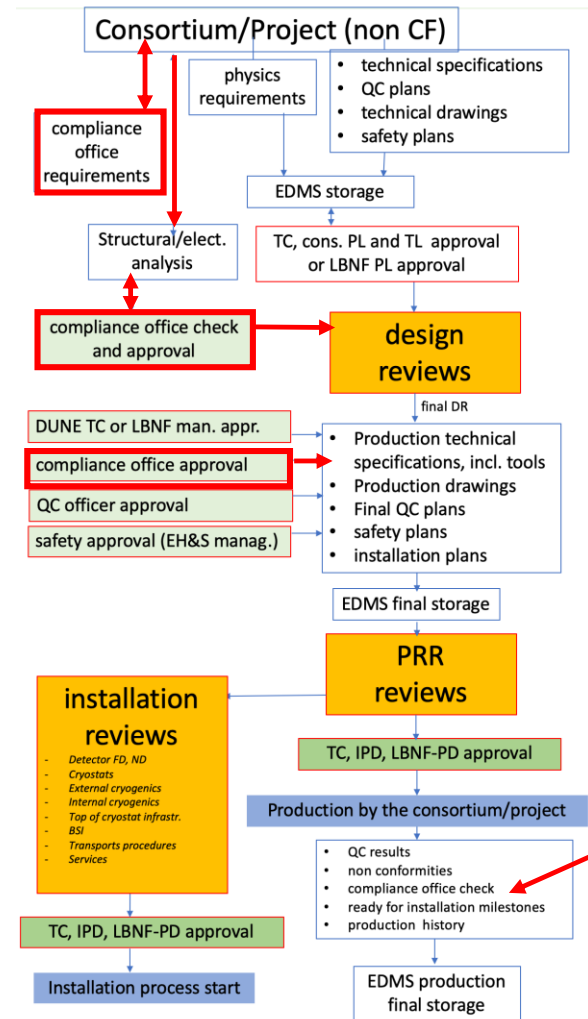 Consortium/Project (non CF)
physics
requirements
• technical specifications
• QC plans
• technical drawings
• safety plans
compliance
office
requirements
EDMS storage
Structural/elect.
analysis
TC, cons. PL and TL approval
or LBNF PL approval
compliance office check
and approval
design
reviews
final DR
DUNE TC or LBNF man. appr.
compliance office approval
QC officer approval
safety approval (EH&S manag.)
• Production technical
specifications, incl. tools
• Production drawings
• Final QC plans
• safety plans
• installation plans
EDMS final storage
PRR
reviews
installation
reviews
- Detector FD, ND
- Cryostats
- External cryogenics
- Internal cryogenics
- Top of cryostat infrastr.
- BSI
- Transports procedures
- Services
TC, IPD, LBNF-PD approval
Production by the consortium/project
• QC results
• non conformities
• compliance office check
• ready for installation milestones
• production history
TC, IPD, LBNF-PD approval
Installation process start
EDMS production
final storage